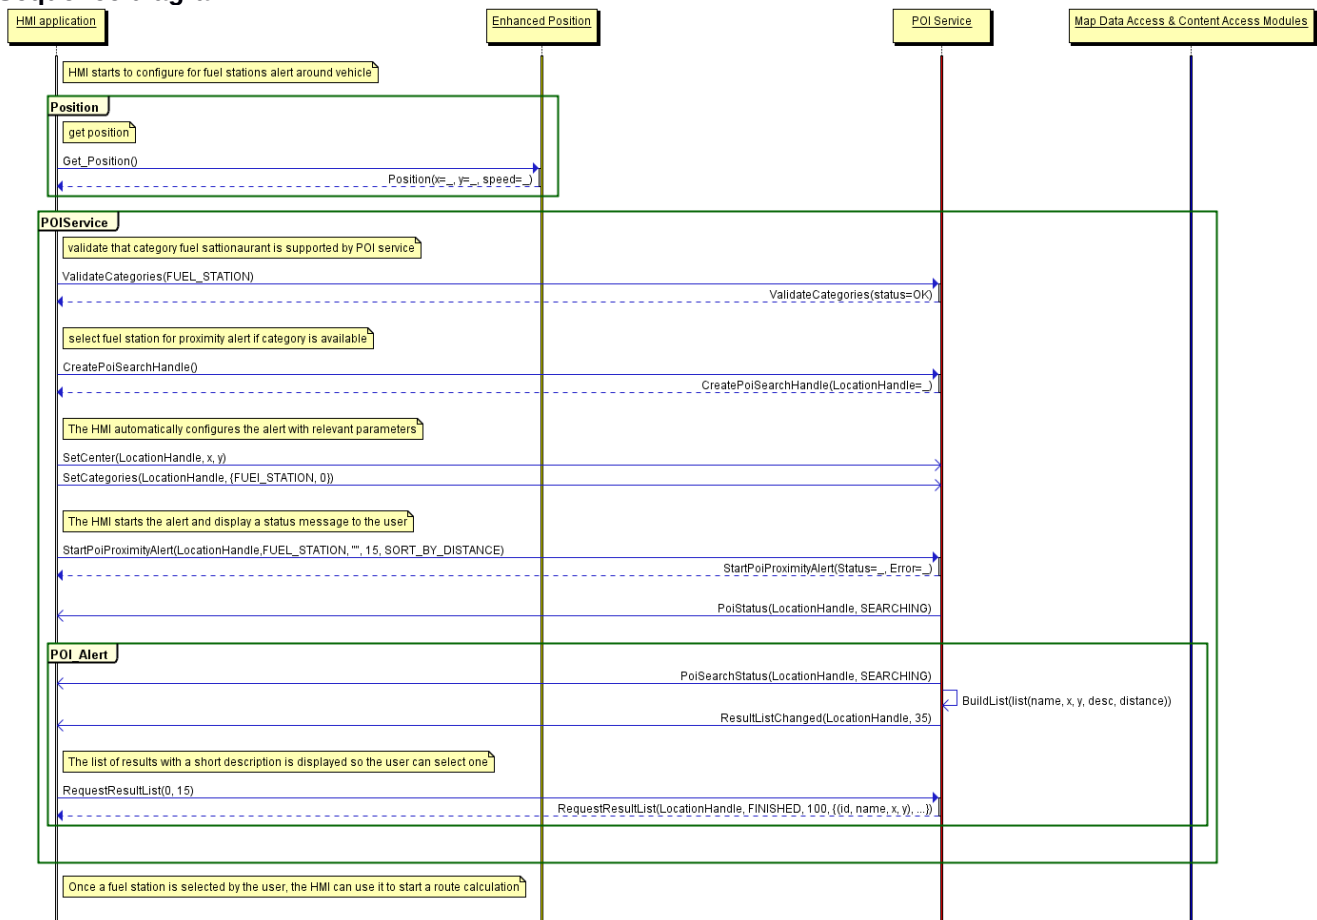 HMI application
Enhanced Position
POI Service
Map Data Access & Content Access Modules
HMI starts to configure for fuel stations alert around vehicle
Position
get position
Get_Position()
Position(x=_, y=_, speed=_)
POIService
validate that category fuel sattionaurant is supported by POI service
ValidateCategories(FUEL_STATION)
ValidateCategories(status=OK)
select fuel station for proximity alert if category is available
CreatePoiSearchHandle()
CreatePoiSearchHandle(LocationHandle=_)
The HMI automatically configures the alert with relevant parameters
SetCenter(LocationHandle, x, y)
SetCategories(LocationHandle, {FUEl_STATION, 0})
The HMI starts the alert and display a status message to the user
StartPoiProximityAlert(LocationHandle,FUEL_STATION, "", 15, SORT_BY_DISTANCE)
StartPoiProximityAlert(Status=_, Error=_)
PoiStatus(LocationHandle, SEARCHING)
POI_Alert
PoiSearchStatus(LocationHandle, SEARCHING)
BuildList(list(name, x, y, desc, distance))
ResultListChanged(LocationHandle, 35)
The list of results with a short description is displayed so the user can select one
RequestResultList(0, 15)
RequestResultList(LocationHandle, FINISHED, 100, {(id, name, x, y), ...})
Once a fuel station is selected by the user, the HMI can use it to start a route calculation